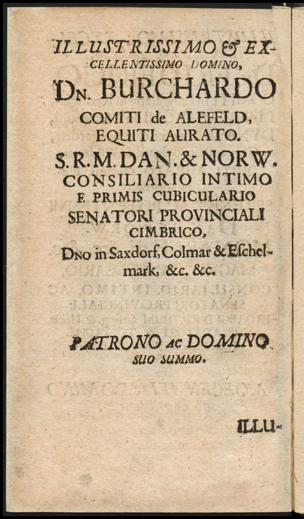 ILLUSTRISSIMO & EX-
CELLENTISSIMO DOMINO,
DN. BURCHARDO
COMITI de ALEFELD,
EQUITI AURATO.
S. R. M. DAN. & NORW.
CONSILIARIO INTIMO
E PRIMIS CUBICULARIO
SENATORI PROVINCIALI
CIMBRICO,
DNO in Saxdorf, Colmar & Eschel-
mark, &c. &c.
PATRONO AC DOMINO
SUO SUMMO.
ILLU-